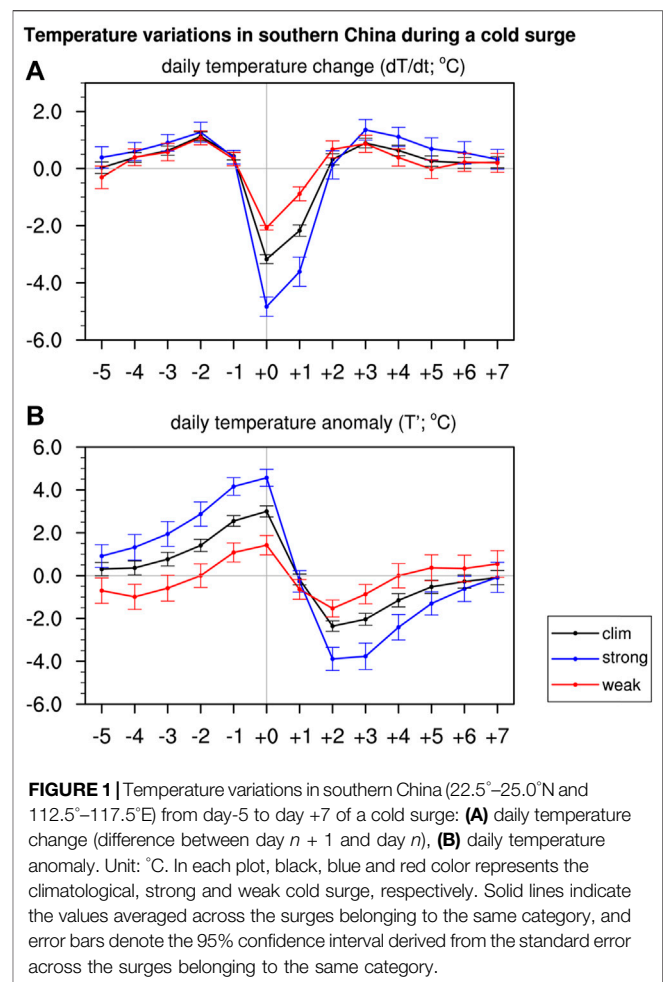 Temperature variations in southern China during a cold surge
A
daily temperature change (dT/dt; °C)
2.0
0.0
-2.0
-4.0
-6.0
-5 -4 -3 -2 -1 +0 +1 +2 +3 +4 +5 +6 +7
B
daily temperature anomaly (T'; °C)
6.0
4.0
2.0
0.0
-2.0
-4.0
-6.0
-5 -4 -3 -2 -1 +0 +1 +2 +3 +4 +5 +6 +7
clim
strong
weak
FIGURE 1 | Temperature variations in southern China (22.5°–25.0°N and
112.5°–117.5°E) from day-5 to day +7 of a cold surge: (A) daily temperature
change (difference between day n + 1 and day n), (B) daily temperature
anomaly. Unit: °C. In each plot, black, blue and red color represents the
climatological, strong and weak cold surge, respectively. Solid lines indicate
the values averaged across the surges belonging to the same category, and
error bars denote the 95% confidence interval derived from the standard error
across the surges belonging to the same category.